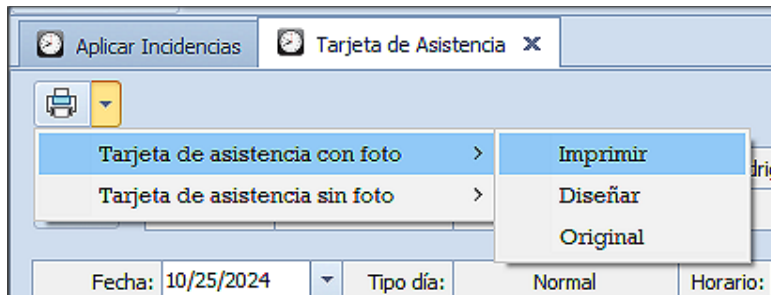 Aplicar Incidencias Tarjeta de Asistencia X
Tarjeta de asistencia con foto > Imprimir
Tarjeta de asistencia sin foto > Diseñar
Original
Fecha: 10/25/2024 Tipo día: Normal Horario: